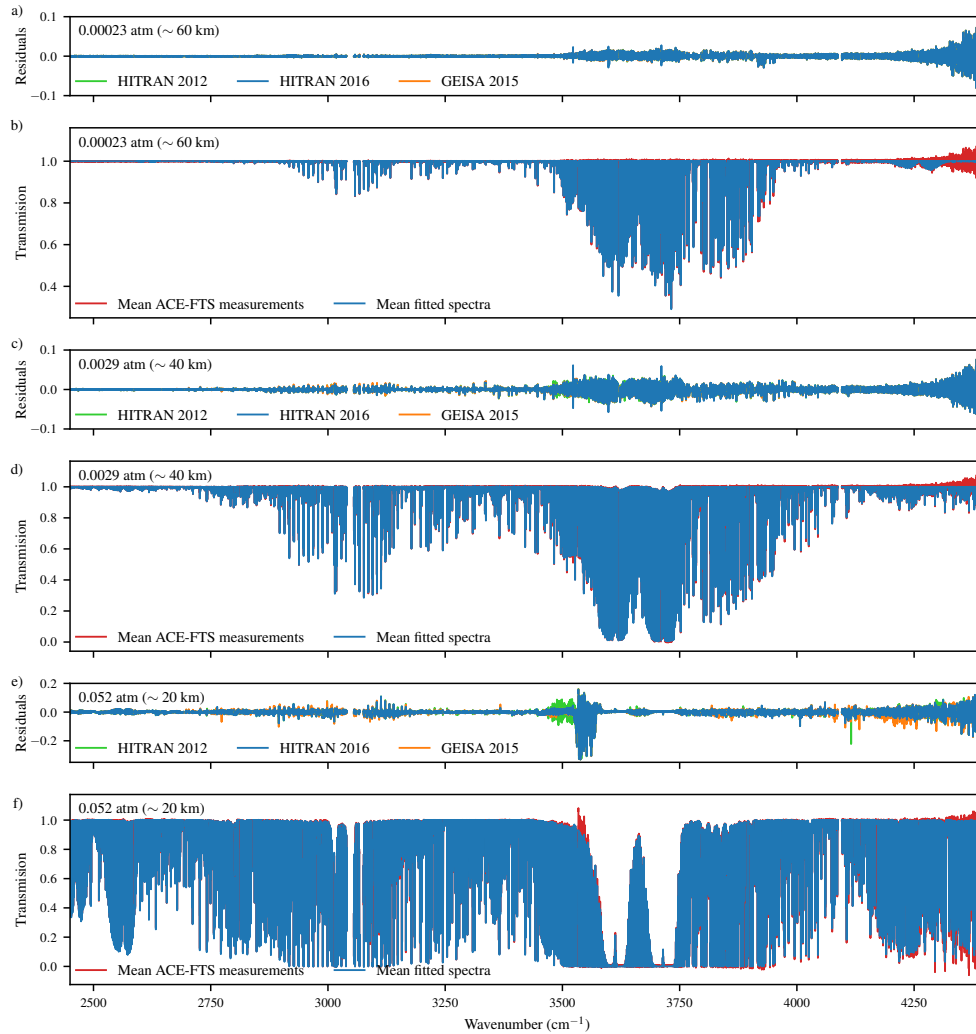 a)
0.00023 atm (∼ 60 km)
Residuals
0.1
0.0
−0.1
HITRAN 2012
HITRAN 2016
GEISA 2015
b)
0.00023 atm (∼ 60 km)
Transmision
1.0
0.8
0.6
0.4
Mean ACE-FTS measurements
Mean fitted spectra
c)
0.0029 atm (∼ 40 km)
Residuals
0.1
0.0
−0.1
HITRAN 2012
HITRAN 2016
GEISA 2015
d)
0.0029 atm (∼ 40 km)
Transmision
1.0
0.8
0.6
0.4
0.2
0.0
Mean ACE-FTS measurements
Mean fitted spectra
e)
0.052 atm (∼ 20 km)
Residuals
0.2
0.0
−0.2
HITRAN 2012
HITRAN 2016
GEISA 2015
f)
0.052 atm (∼ 20 km)
Transmision
1.0
0.8
0.6
0.4
0.2
0.0
Mean ACE-FTS measurements
Mean fitted spectra
2500 2750 3000 3250 3500 3750 4000 4250
Wavenumber (cm⁻¹)